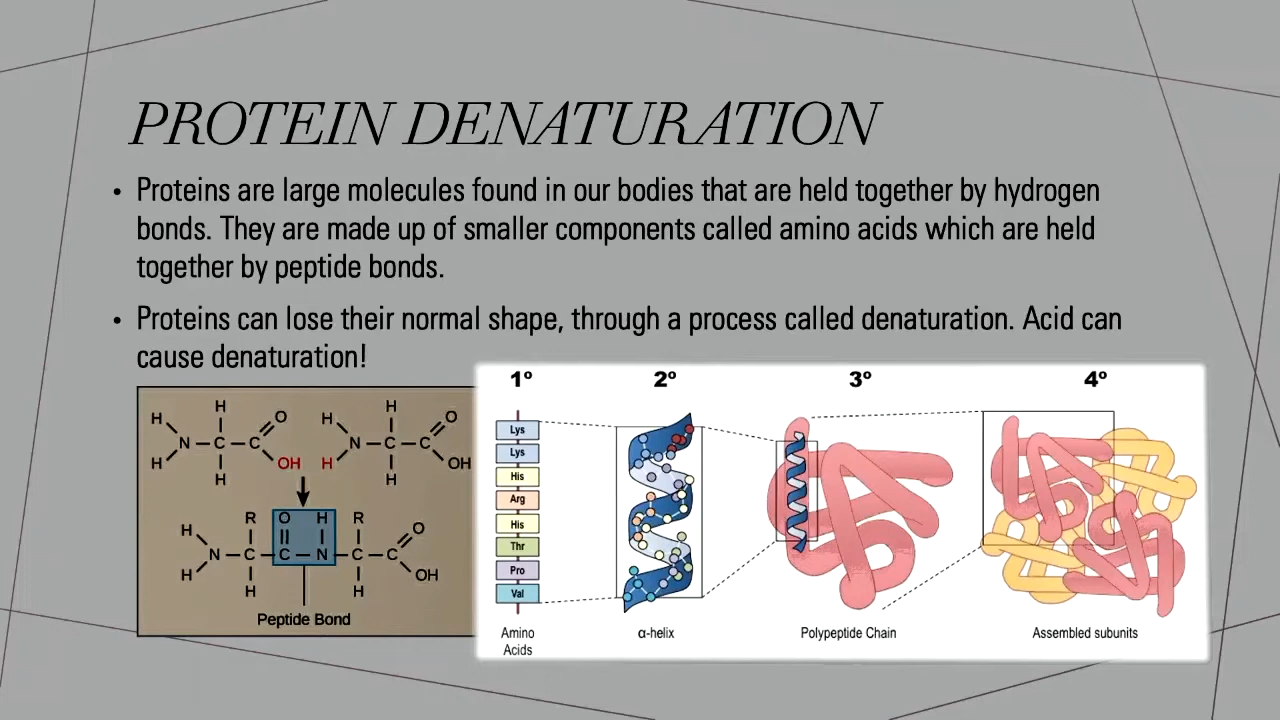 PROTEIN DENATURATION
• Proteins are large molecules found in our bodies that are held together by hydrogen
bonds. They are made up of smaller components called amino acids which are held
together by peptide bonds.
• Proteins can lose their normal shape, through a process called denaturation. Acid can
cause denaturation!
H H O H H O
N C C N C C
H H OH H H OH
R O H R O
H
N C C N C C
H H H OH
Peptide Bond
1º 2º 3º 4º
Lys
Lys
His
Arg
His
Thr
Pro
Val
Amino
Acids
α-helix
Polypeptide Chain
Assembled subunits